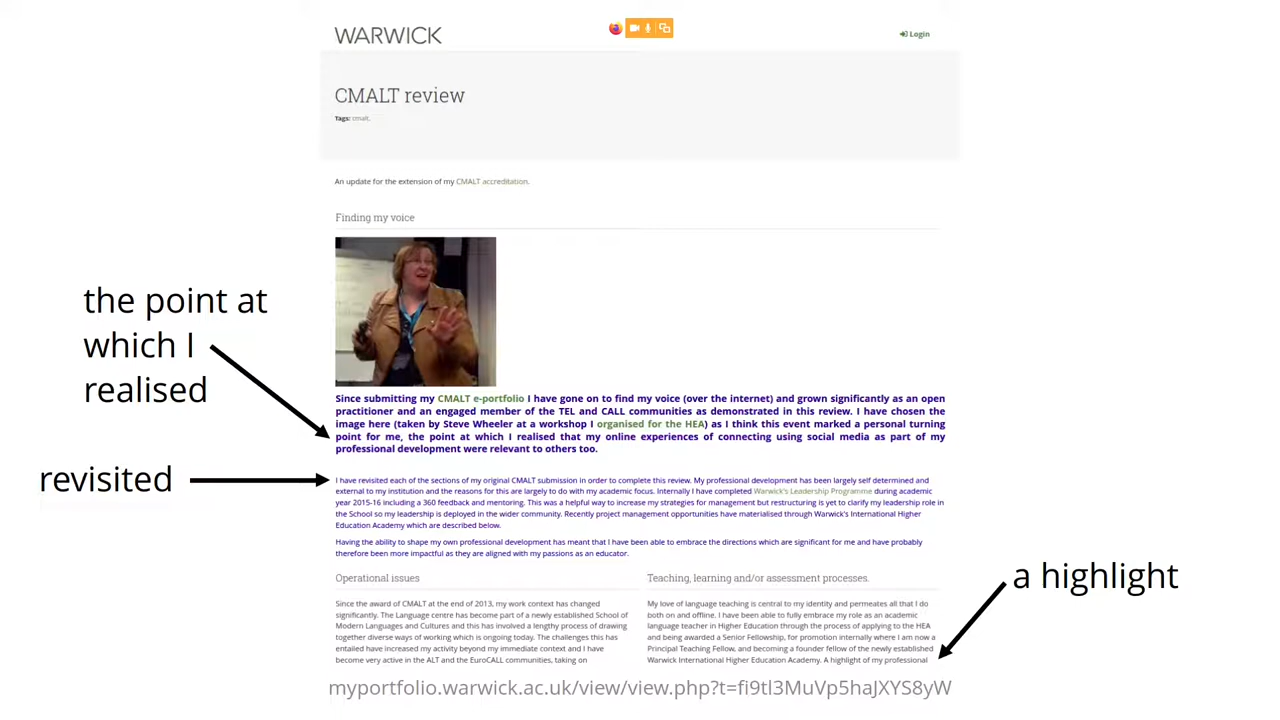 WARWICK
Login
CMALT review
Tags: cmalt.
An update for the extension of my CMALT accreditation.
Finding my voice
the point at
which I
realised
Since submitting my CMALT e-portfolio I have gone on to find my voice (over the internet) and grown significantly as an open
practitioner and an engaged member of the TEL and CALL communities as demonstrated in this review. I have chosen the
image here (taken by Steve Wheeler at a workshop I organised for the HEA) as I think this event marked a personal turning
point for me, the point at which I realised that my online experiences of connecting using social media as part of my
professional development were relevant to others too.
revisited
I have revisited each of the sections of my original CMALT submission in order to complete this review. My professional development has been largely self determined and
external to my institution and the reasons for this are largely to do with my academic focus. Internally I have completed Warwick's Leadership Programme during academic
year 2015-16 including a 360 feedback and mentoring. This was a helpful way to increase my strategies for management but restructuring is yet to clarify my leadership role in
the School so my leadership is deployed in the wider community. Recently project management opportunities have materialised through Warwick's International Higher
Education Academy which are described below.
Having the ability to shape my own professional development has meant that I have been able to embrace the directions which are significant for me and have probably
therefore been more impactful as they are aligned with my passions as an educator.
Operational issues
Since the award of CMALT at the end of 2013, my work context has changed
significantly. The Language centre has become part of a newly established School of
Modern Languages and Cultures and this has involved a lengthy process of drawing
together diverse ways of working which is ongoing today. The challenges this has
entailed have increased my activity beyond my immediate context and I have
become very active in the ALT and the EuroCALL communities, taking on
Teaching, learning and/or assessment processes.
My love of language teaching is central to my identity and permeates all that I do
both on and offline. I have been able to fully embrace my role as an academic
language teacher in Higher Education through the process of applying to the HEA
and being awarded a Senior Fellowship, for promotion internally where I am now a
Principal Teaching Fellow, and becoming a founder fellow of the newly established
Warwick International Higher Education Academy. A highlight of my professional
a highlight
myportfolio.warwick.ac.uk/view/view.php?t=fi9tl3MuVp5haJXYS8yW